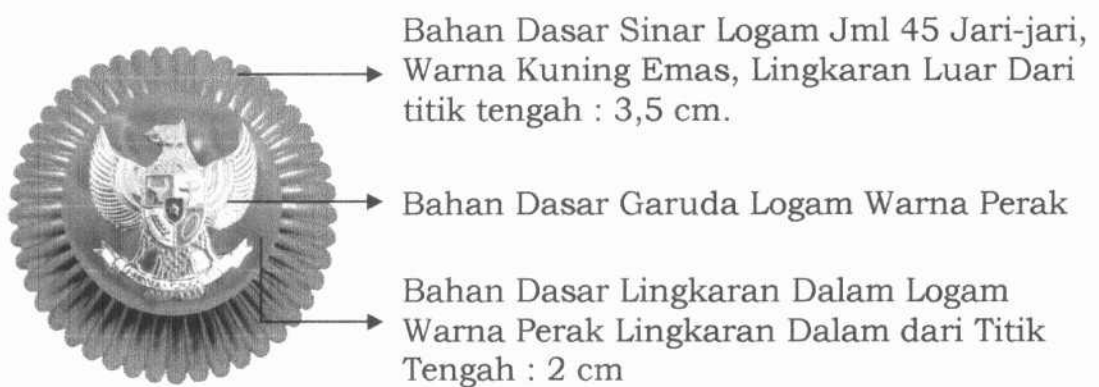 Bahan Dasar Sinar Logam Jml 45 Jari-jari,
Warna Kuning Emas, Lingkaran Luar Dari
titik tengah : 3,5 cm.
Bahan Dasar Garuda Logam Warna Perak
Bahan Dasar Lingkaran Dalam Logam
Warna Perak Lingkaran Dalam dari Titik
Tengah : 2 cm